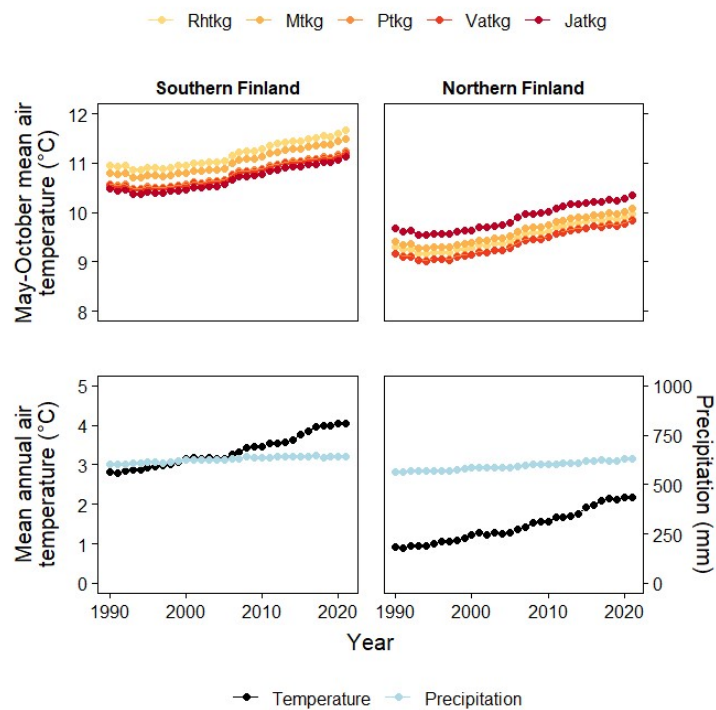 Rhtkg Mtkg Ptkg Vatkg Jatkg
Southern Finland Northern Finland
May-October mean air
temperature (°C)
12
11
10
9
8
Mean annual air
temperature (°C)
5
4
3
2
1
0
Precipitation (mm)
1000
750
500
250
0
1990 2000 2010 2020 1990 2000 2010 2020
Year
Temperature Precipitation